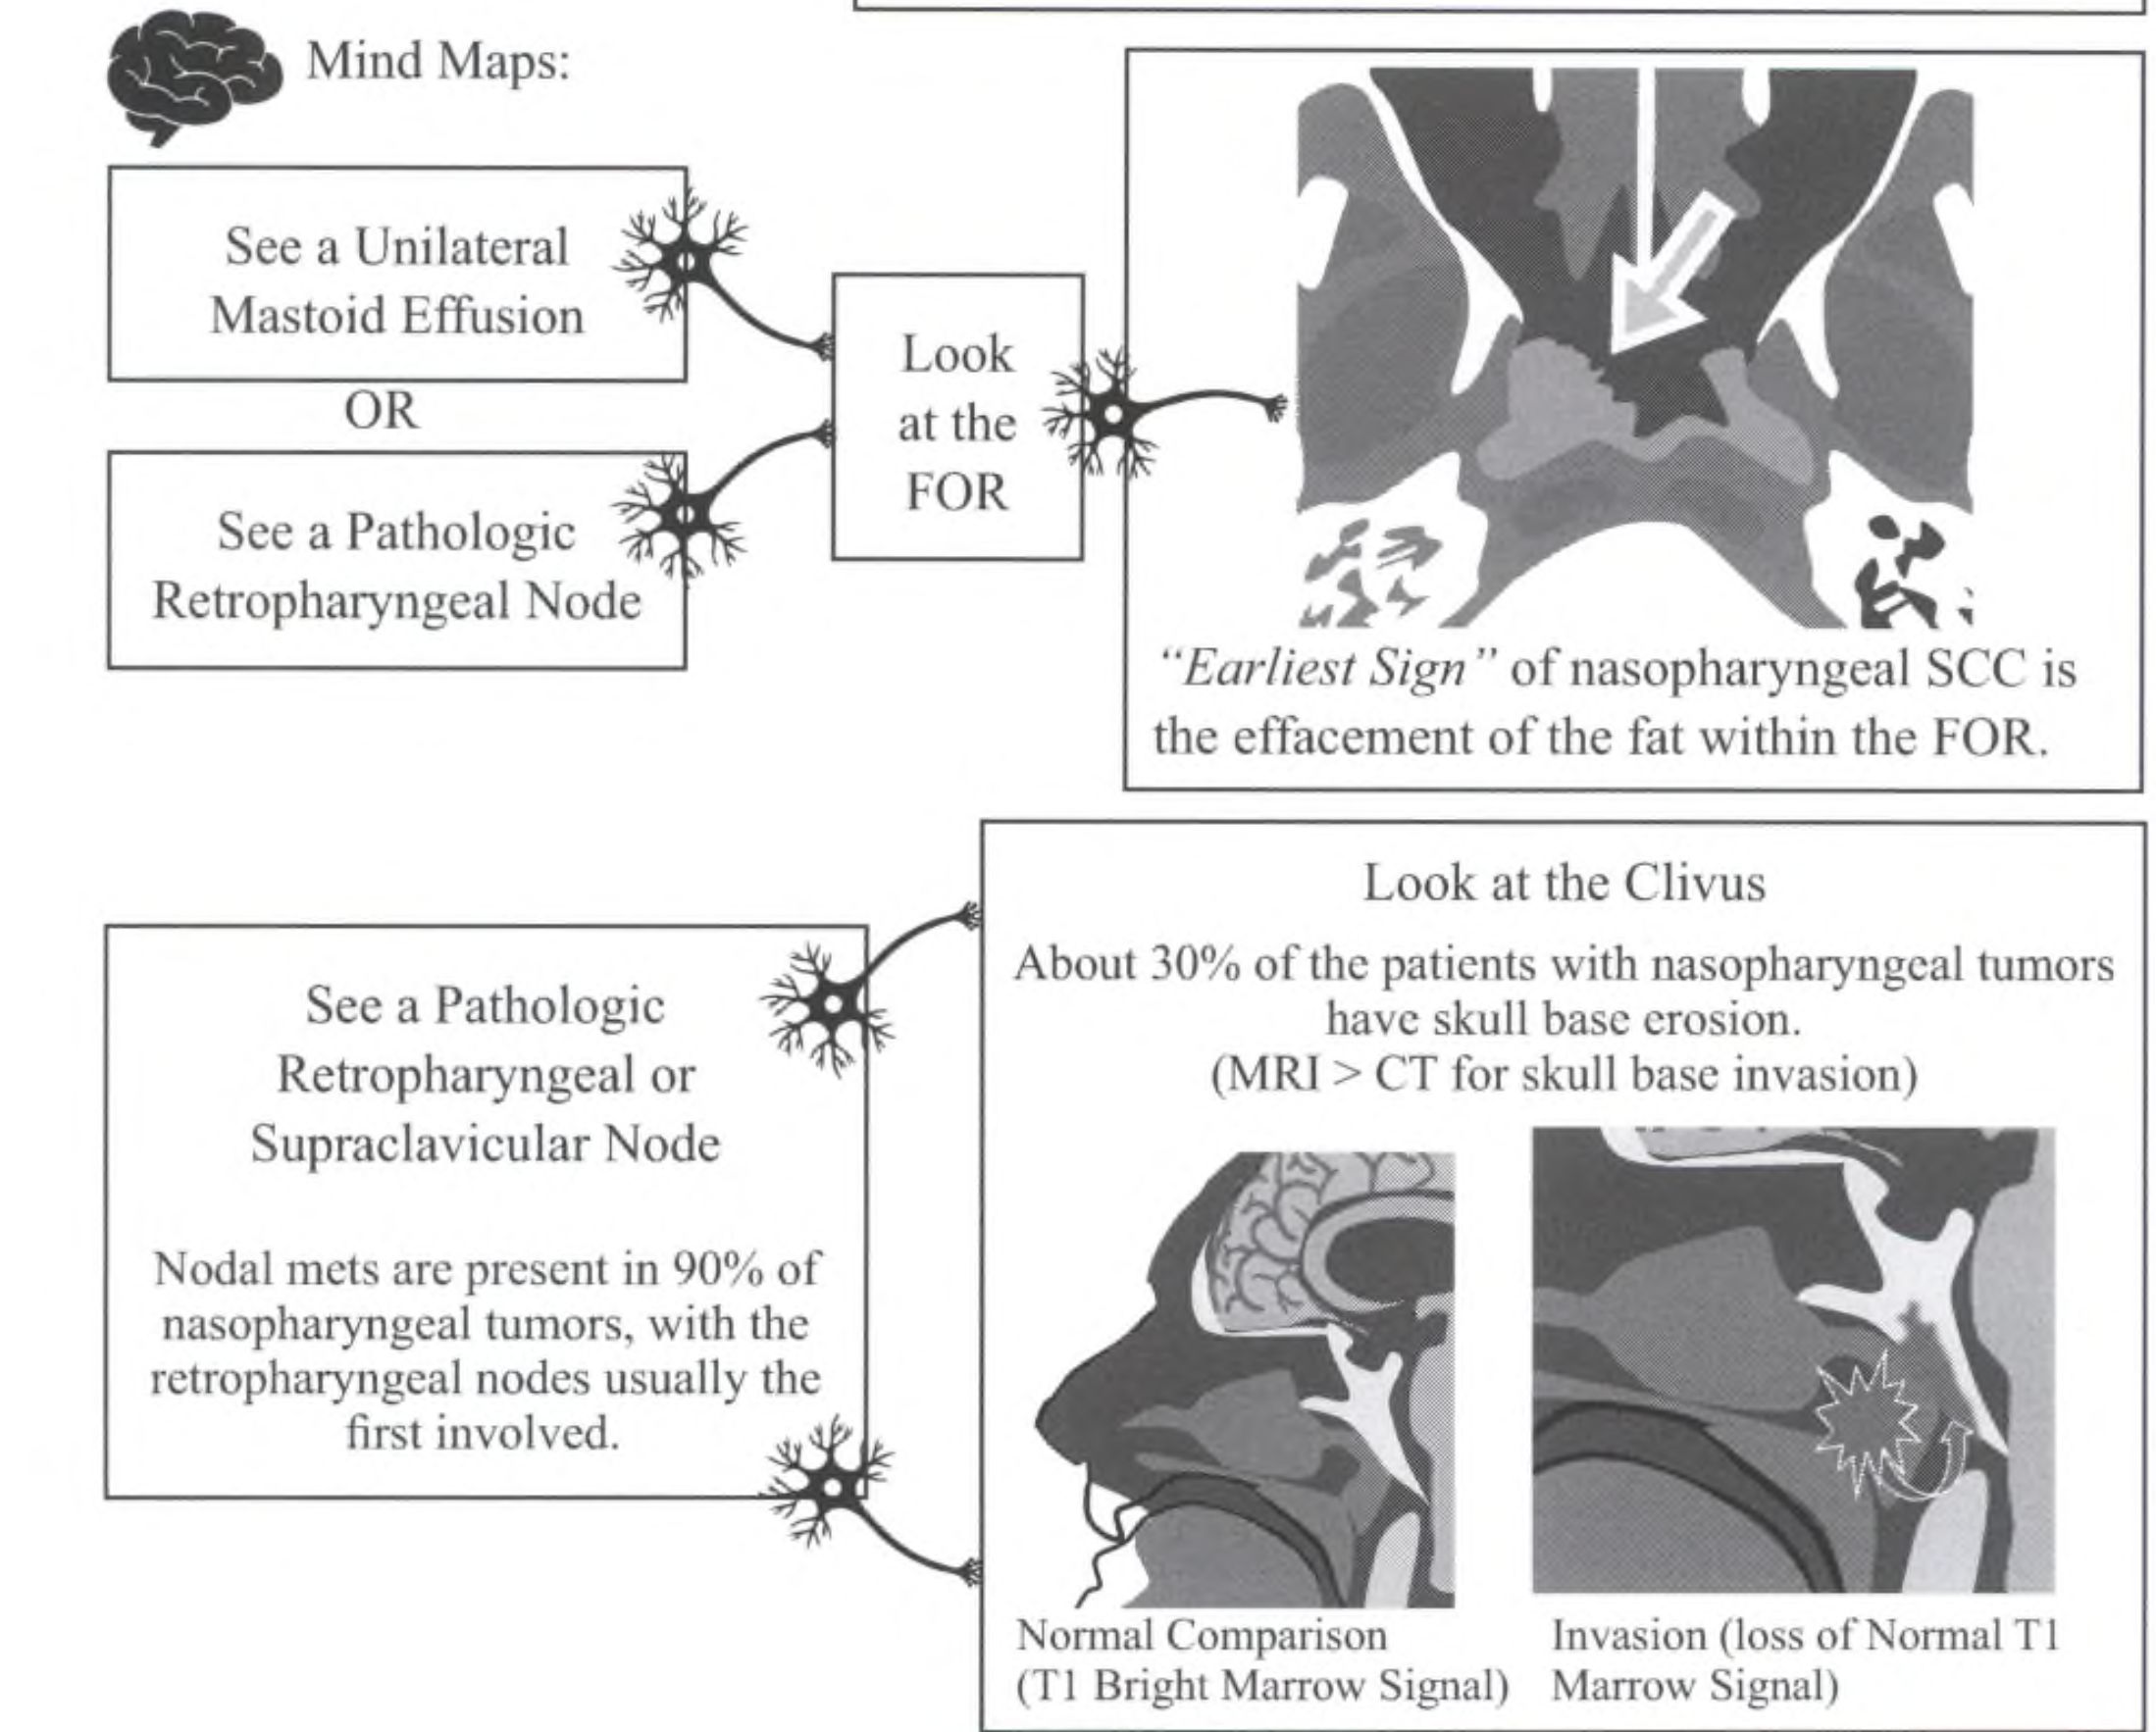 Mind Maps:
See a Unilateral
Mastoid Effusion
OR
See a Pathologic
Retropharyngeal Node
Look
at the
FOR
“Earliest Sign” of nasopharyngeal SCC is
the effacement of the fat within the FOR.
See a Pathologic
Retropharyngeal or
Supraclavicular Node
Nodal mets are present in 90% of
nasopharyngeal tumors, with the
retropharyngeal nodes usually the
first involved.
Look at the Clivus
About 30% of the patients with nasopharyngeal tumors
have skull base erosion.
(MRI > CT for skull base invasion)
Normal Comparison
(T1 Bright Marrow Signal)
Invasion (loss of Normal T1
Marrow Signal)